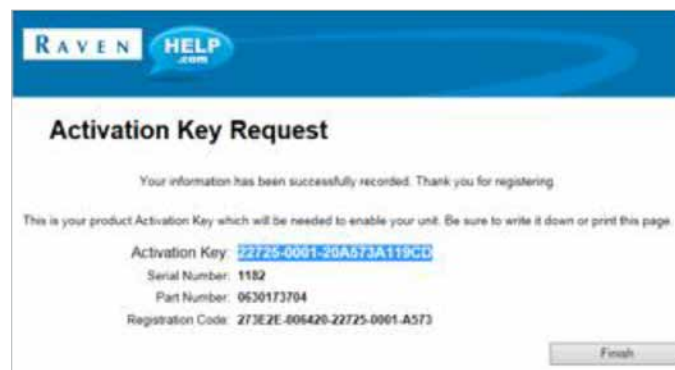 RAVEN HELP
.com
Activation Key Request
Your information has been successfully recorded. Thank you for registering
This is your product Activation Key which will be needed to enable your unit. Be sure to write it down or print this page.
Activation Key: 22725-0001-20A573A119CD
Serial Number: 1182
Part Number: 0630173704
Registration Code: 273E2E-006420-22725-0001-A573
Finish